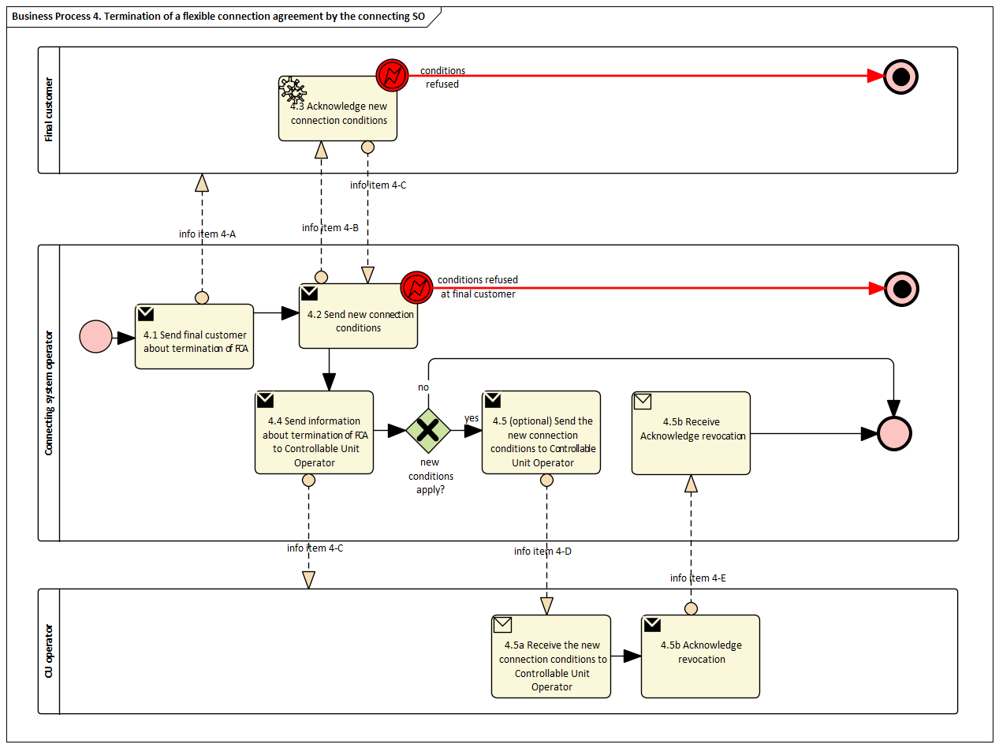 Business Process 4. Termination of a flexible connection agreement by the connecting SO
Final customer
conditions
refused
4.3 Acknowledge new
connection conditions
info item 4-C
info item 4-B
info item 4-A
Connecting system operator
conditions refused
at final customer
4.2 Send new connection
conditions
4.1 Send final customer
about termination of FCA
no
yes
4.4 Send information
about termination of FCA
to Controllable Unit
Operator
new
conditions
apply?
4.5 (optional) Send the
new connection
conditions to Controllable
Unit Operator
4.5b Receive
Acknowledge revocation
info item 4-C
info item 4-D
info item 4-E
CU operator
4.5a Receive the new
connection conditions to
Controllable Unit
Operator
4.5b Acknowledge
revocation